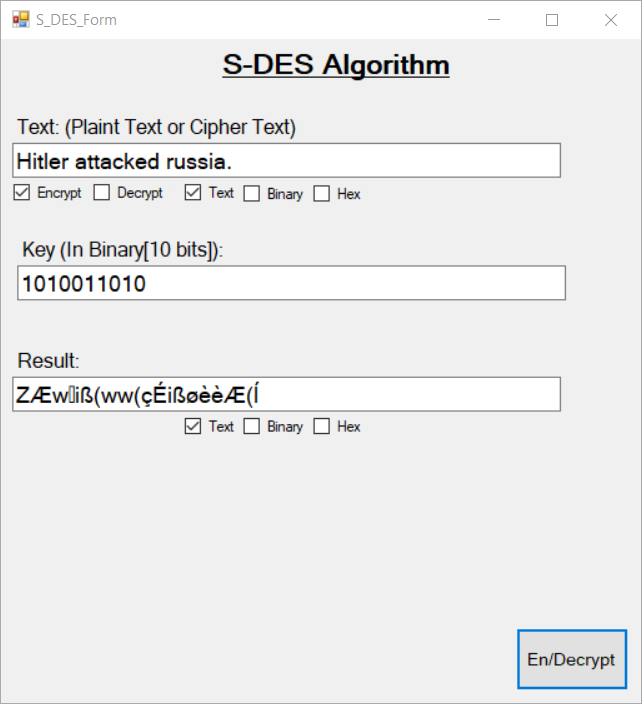 S_DES_Form
S-DES Algorithm
Text: (Plaint Text or Cipher Text)
Hitler attacked russia.
Encrypt Decrypt Text Binary Hex
Key (In Binary[10 bits]):
1010011010
Result:
ZÆw▯iß(ww(çÉißøèèÆ(Í
Text Binary Hex
En/Decrypt